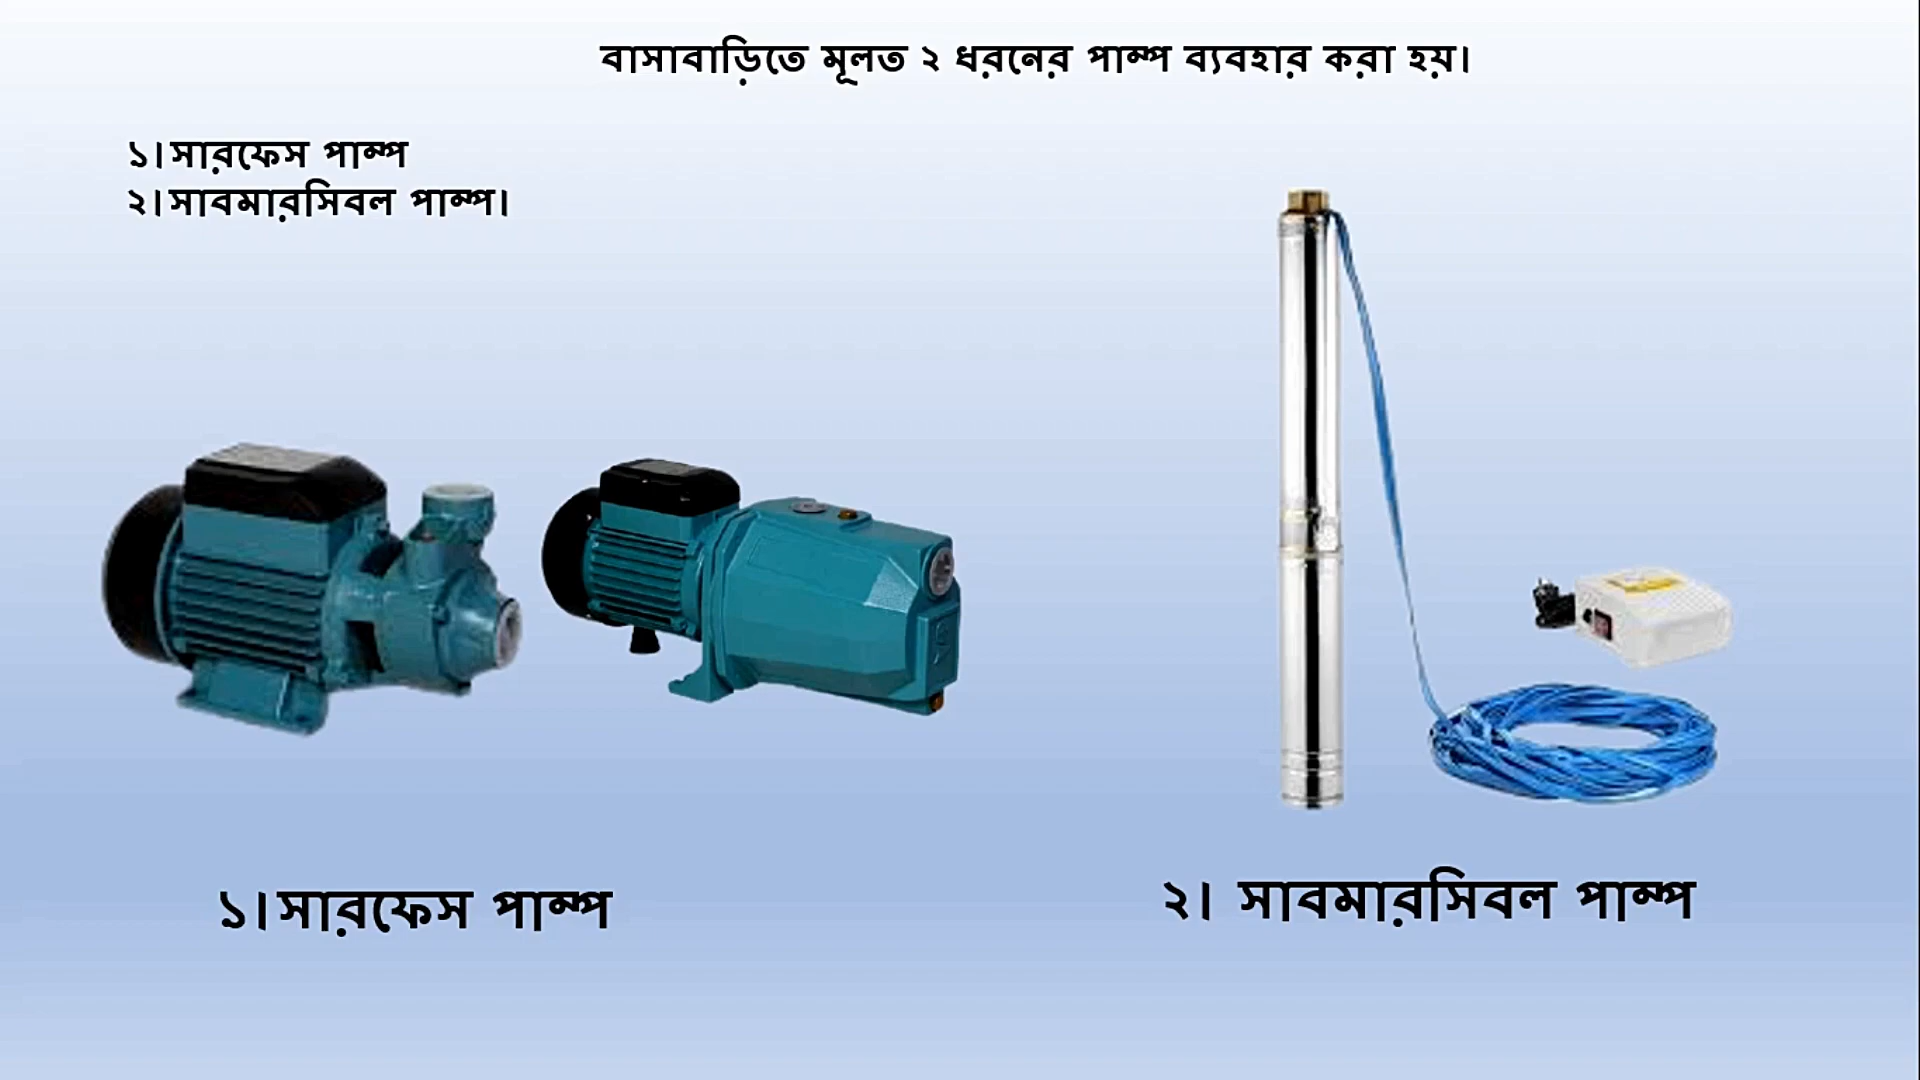 বাসাবাড়িতে মূলত ২ ধরনের পাম্প ব্যবহার করা হয়।
১।সারফেস পাম্প
২।সাবমারসিবল পাম্প।
১।সারফেস পাম্প
২। সাবমারসিবল পাম্প